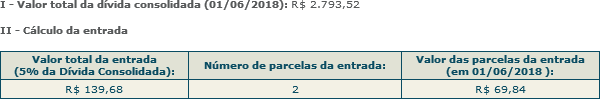 I - Valor total da dívida consolidada (01/06/2018): R$ 2.793,52
II - Cálculo da entrada
Valor total da entrada
(5% da Dívida Consolidada):
Número de parcelas da entrada:
Valor das parcelas da entrada
(em 01/06/2018 ):
R$ 139,68
2
R$ 69,84